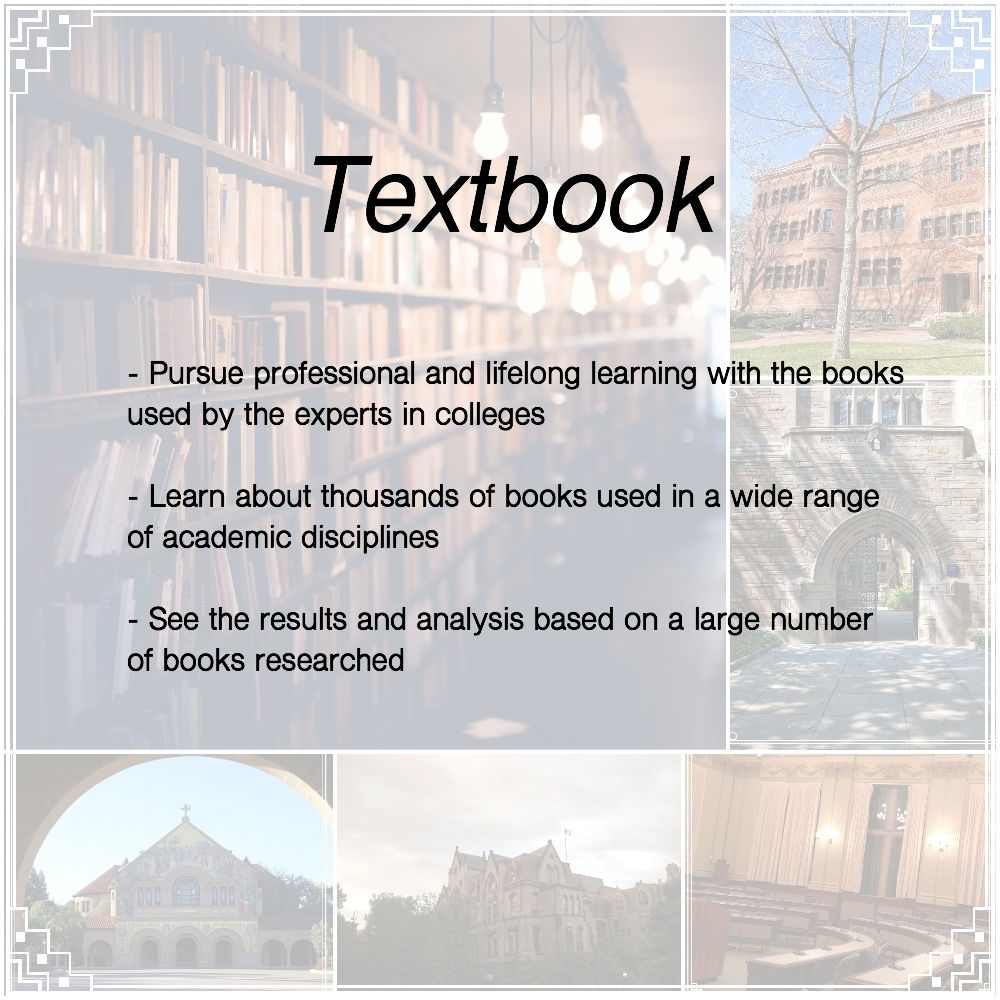 Textbook
- Pursue professional and lifelong learning with the books
used by the experts in colleges
- Learn about thousands of books used in a wide range
of academic disciplines
- See the results and analysis based on a large number
of books researched